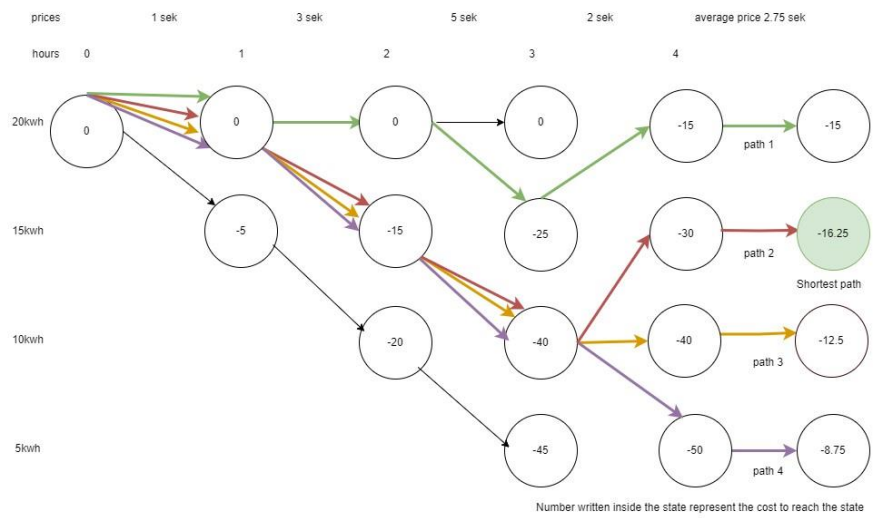 prices 1 sek 3 sek 5 sek 2 sek average price 2.75 sek
hours 0 1 2 3 4
20kwh 0 0 0 0 -15 -15
path 1
15kwh -5 -15 -25 -30 -16.25
path 2
Shortest path
10kwh -20 -40 -40 -12.5
path 3
5kwh -45 -50 -8.75
path 4
Number written inside the state represent the cost to reach the state